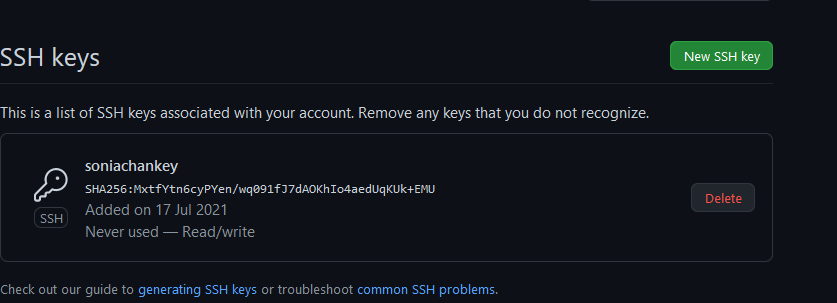 SSH keys
New SSH key
This is a list of SSH keys associated with your account. Remove any keys that you do not recognize.
soniachankey
SHA256:MxtfYtn6cyPYen/wq091fJ7dAOKhIo4aedUqKUk+EMU
SSH
Added on 17 Jul 2021
Never used — Read/write
Delete
Check out our guide to generating SSH keys or troubleshoot common SSH problems.